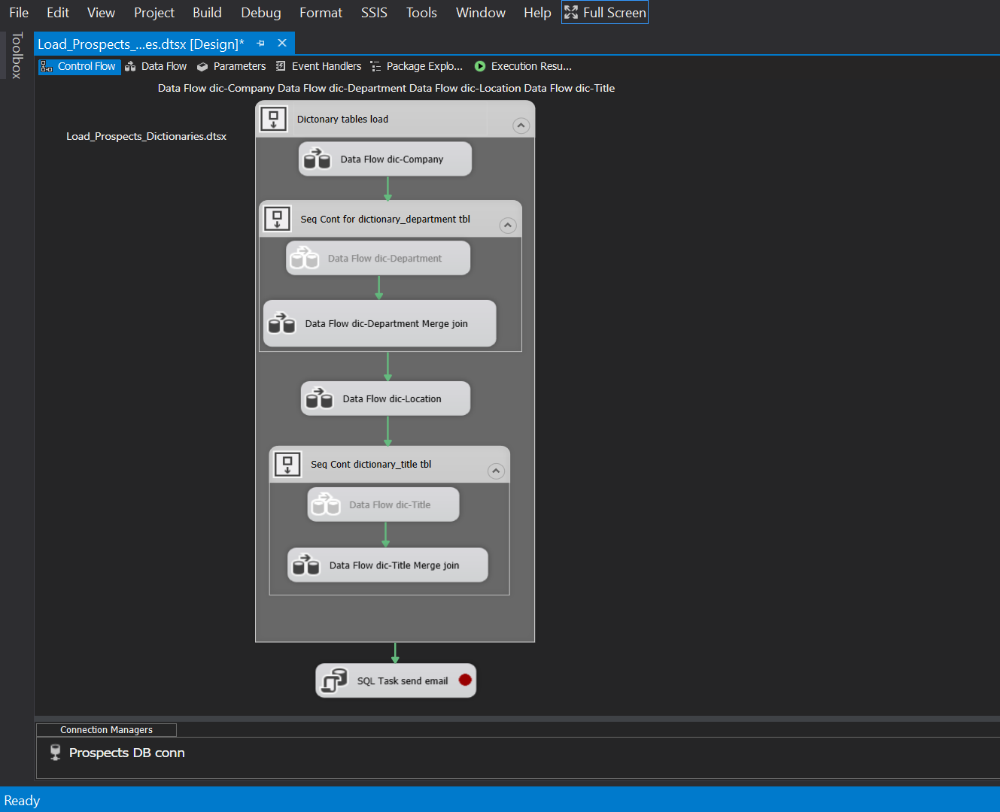 File Edit View Project Build Debug Format SSIS Tools Window Help Full Screen
Toolbox
Load_Prospects_...es.dtsx [Design]*
Control Flow Data Flow Parameters Event Handlers Package Explo... Execution Resu...
Data Flow dic-Company Data Flow dic-Department Data Flow dic-Location Data Flow dic-Title
Dictonary tables load
Load_Prospects_Dictionaries.dtsx
Data Flow dic-Company
Seq Cont for dictionary_department tbl
Data Flow dic-Department
Data Flow dic-Department Merge join
Data Flow dic-Location
Seq Cont dictionary_title tbl
Data Flow dic-Title
Data Flow dic-Title Merge join
SQL Task send email
Connection Managers
Prospects DB conn
Ready